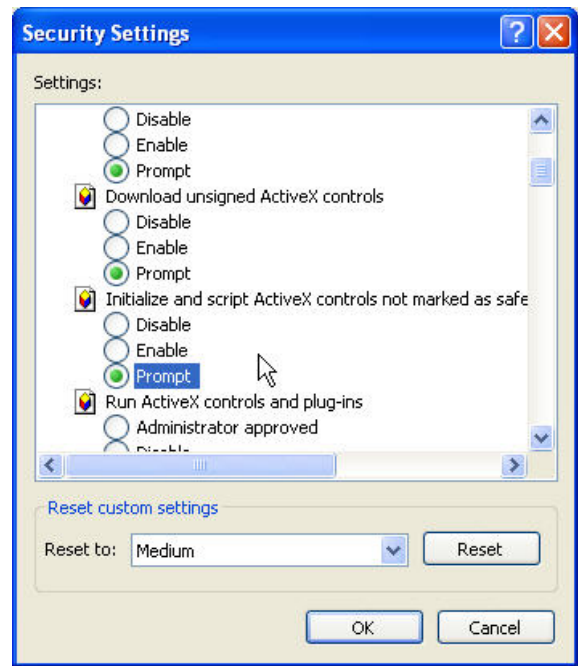 Security Settings
Settings:
Disable
Enable
Prompt
Download unsigned ActiveX controls
Disable
Enable
Prompt
Initialize and script ActiveX controls not marked as safe
Disable
Enable
Prompt
Run ActiveX controls and plug-ins
Administrator approved
Disable
Reset custom settings
Reset to: Medium Reset
OK Cancel